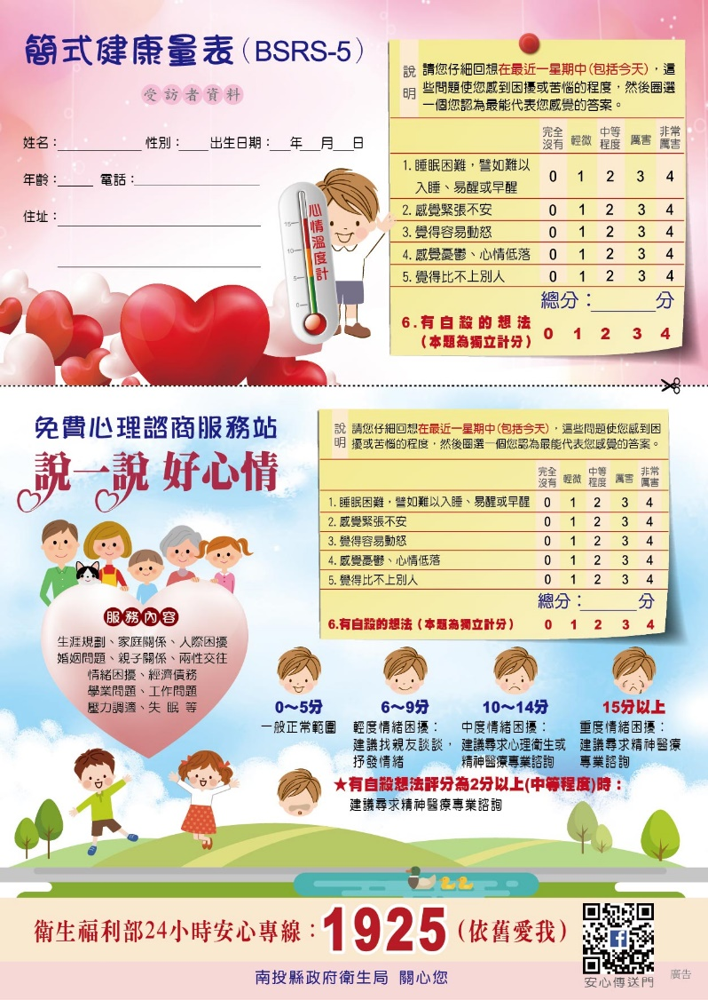 簡式健康量表(BSRS-5)
受訪者資料
姓名：＿＿＿ 性別：＿＿ 出生日期：＿＿年＿＿月＿＿日
年齡：＿＿ 電話：＿＿＿
住址：＿＿＿
心情溫度計
15
10
5
0
說明
請您仔細回想在最近一星期中(包括今天)，這
些問題使您感到困擾或苦惱的程度，然後圈選
一個您認為最能代表您感覺的答案。
完全沒有 輕微 中等程度 厲害 非常厲害
1.睡眠困難，譬如難以
入睡、易醒或早醒 0 1 2 3 4
2.感覺緊張不安 0 1 2 3 4
3.覺得容易動怒 0 1 2 3 4
4.感覺憂鬱、心情低落 0 1 2 3 4
5.覺得比不上別人 0 1 2 3 4
總分：＿＿＿分
6.有自殺的想法
(本題為獨立計分) 0 1 2 3 4
免費心理諮商服務站
說一說 好心情
服務內容
生涯規劃、家庭關係、人際困擾
婚姻問題、親子關係、兩性交往
情緒困擾、經濟債務
學業問題、工作問題
壓力調適、失 眠 等
說明
請您仔細回想在最近一星期中(包括今天)，這些問題使您感到困
擾或苦惱的程度，然後圈選一個您認為最能代表您感覺的答案。
完全沒有 輕微 中等程度 厲害 非常厲害
1.睡眠困難，譬如難以入睡、易醒或早醒 0 1 2 3 4
2.感覺緊張不安 0 1 2 3 4
3.覺得容易動怒 0 1 2 3 4
4.感覺憂鬱、心情低落 0 1 2 3 4
5.覺得比不上別人 0 1 2 3 4
總分：＿＿＿分
6.有自殺的想法（本題為獨立計分） 0 1 2 3 4
0～5分
一般正常範圍
6～9分
輕度情緒困擾：
建議找親友談談，
抒發情緒
10～14分
中度情緒困擾：
建議尋求心理衛生或
精神醫療專業諮詢
15分以上
重度情緒困擾：
建議尋求精神醫療
專業諮詢
★有自殺想法評分為2分以上(中等程度)時：
建議尋求精神醫療專業諮詢
衛生福利部24小時安心專線：1925(依舊愛我)
南投縣政府衛生局 關心您
安心傳送門
廣告